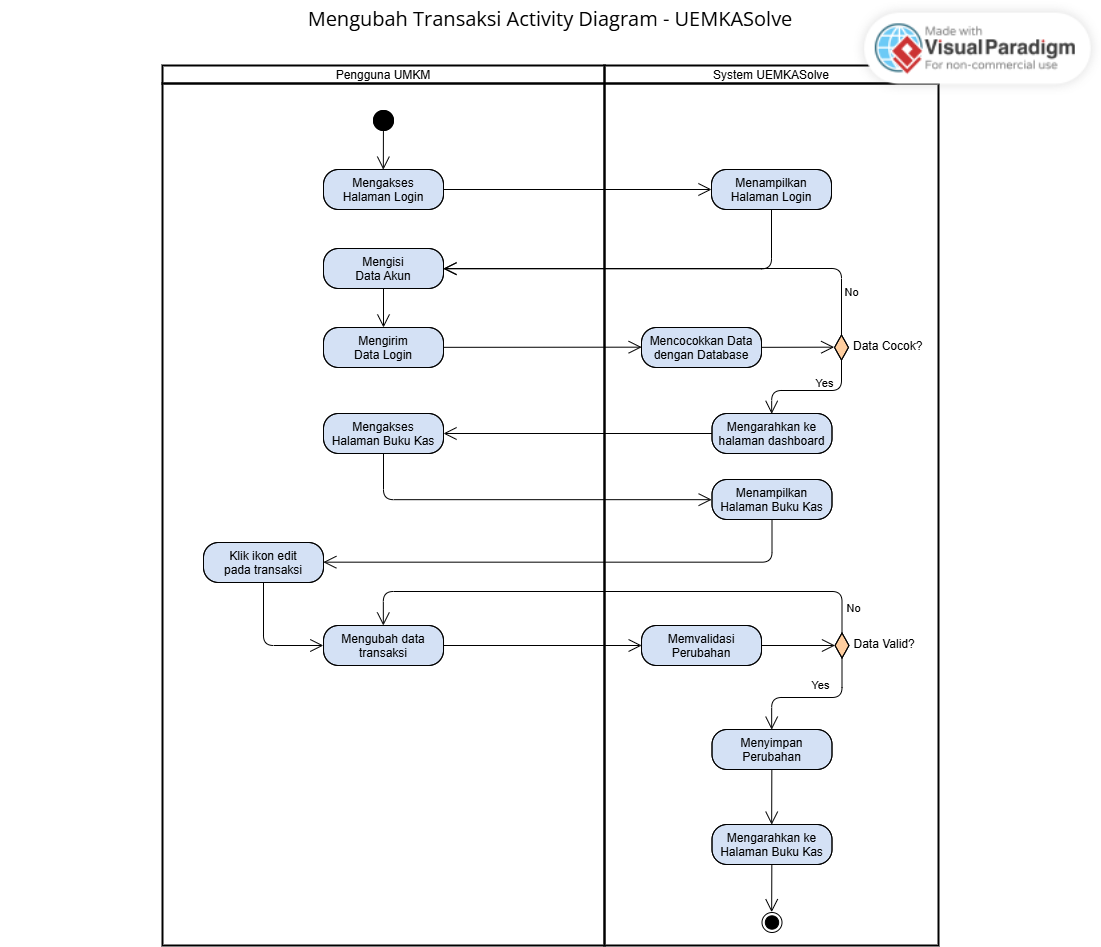 Mengubah Transaksi Activity Diagram - UEMKASolve
Made with
Visual Paradigm
For non-commercial use
Pengguna UMKM
System UEMKASolve
Mengakses
Halaman Login
Menampilkan
Halaman Login
Mengisi
Data Akun
No
Mengirim
Data Login
Mencocokkan Data
dengan Database
Data Cocok?
Yes
Mengakses
Halaman Buku Kas
Mengarahkan ke
halaman dashboard
Menampilkan
Halaman Buku Kas
Klik ikon edit
pada transaksi
No
Mengubah data
transaksi
Memvalidasi
Perubahan
Data Valid?
Yes
Menyimpan
Perubahan
Mengarahkan ke
Halaman Buku Kas